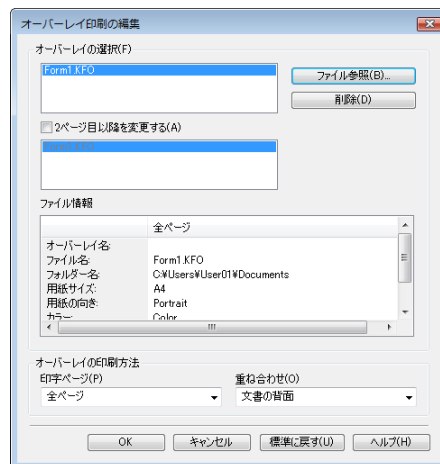 オーバーレイ印刷の編集
オーバーレイの選択(F)
Form1.KFO
ファイル参照(B)...
削除(D)
2ページ目以降を変更する(A)
Form1.KFO
ファイル情報
全ページ
オーバーレイ名:
ファイル名: Form1.KFO
フォルダー名: C:¥Users¥User01¥Documents
用紙サイズ: A4
用紙の向き: Portrait
カラー: Color
オーバーレイの印刷方法
印字ページ(P) 重ね合わせ(O)
全ページ 文書の背面
OK キャンセル 標準に戻す(U) ヘルプ(H)